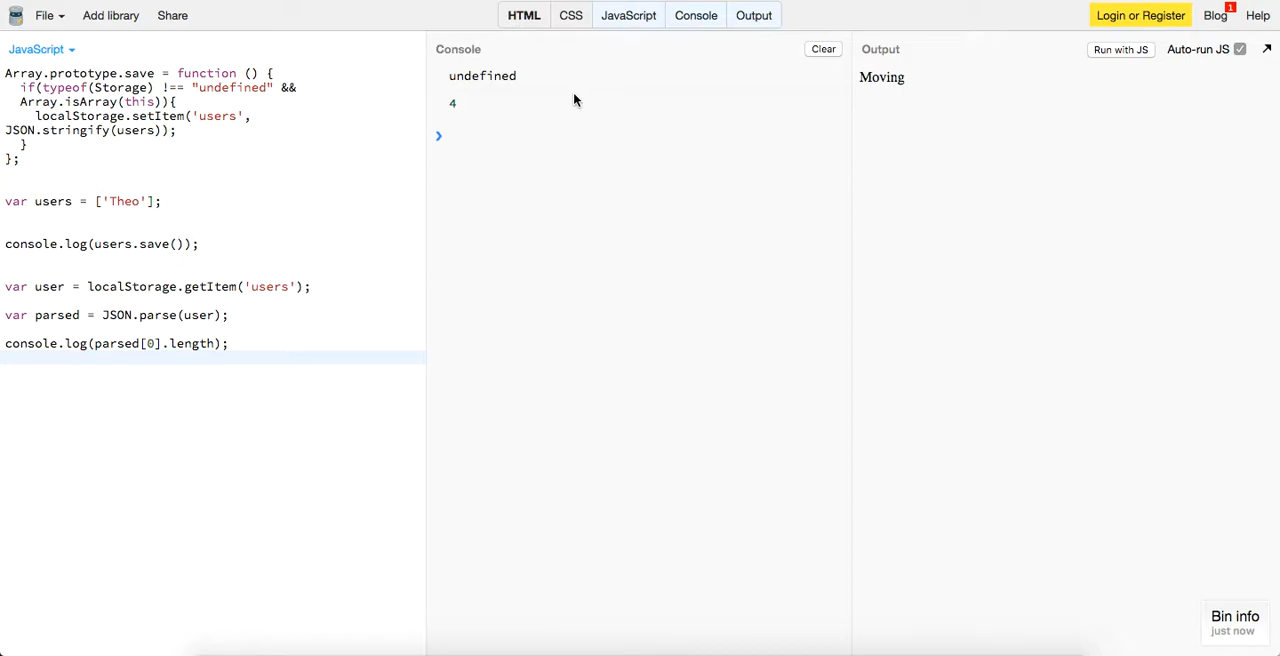 File Add library Share HTML CSS JavaScript Console Output Login or Register Blog 1 Help
JavaScript
Array.prototype.save = function () {
if(typeof(Storage) !== "undefined" &&
Array.isArray(this)){
localStorage.setItem('users',
JSON.stringify(users));
}
};
var users = ['Theo'];
console.log(users.save());
var user = localStorage.getItem('users');
var parsed = JSON.parse(user);
console.log(parsed[0].length);
Console Clear
undefined
4
Output Run with JS Auto-run JS
Moving
Bin info
just now